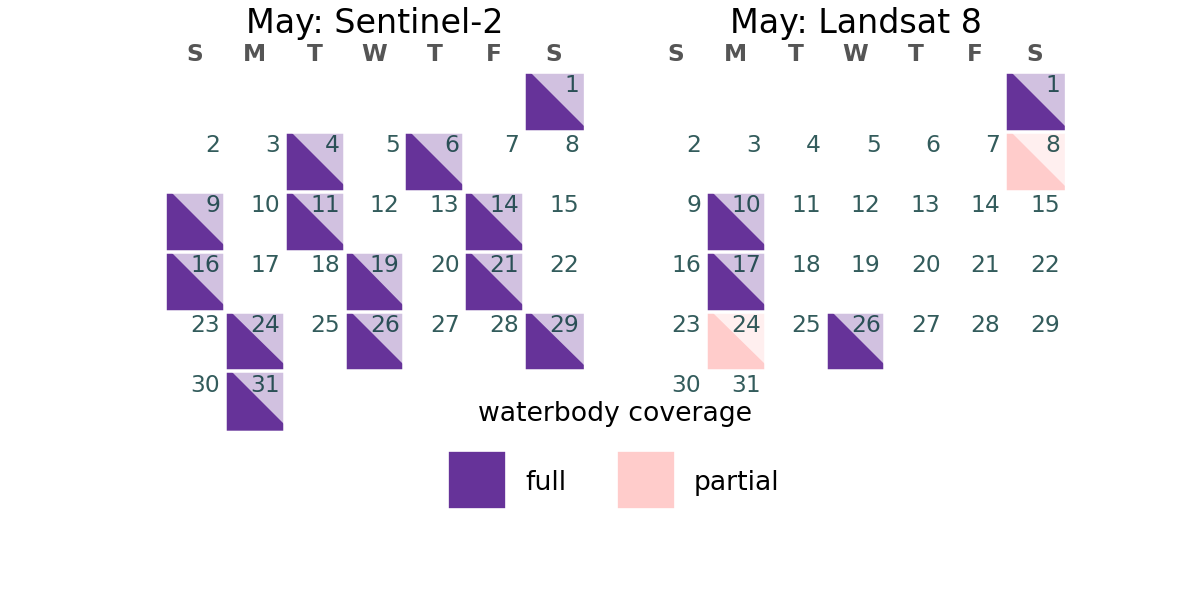 May: Sentinel-2
S M T W T F S
1
2 3 4 5 6 7 8
9 10 11 12 13 14 15
16 17 18 19 20 21 22
23 24 25 26 27 28 29
30 31
May: Landsat 8
S M T W T F S
1
2 3 4 5 6 7 8
9 10 11 12 13 14 15
16 17 18 19 20 21 22
23 24 25 26 27 28 29
30 31
waterbody coverage
full partial